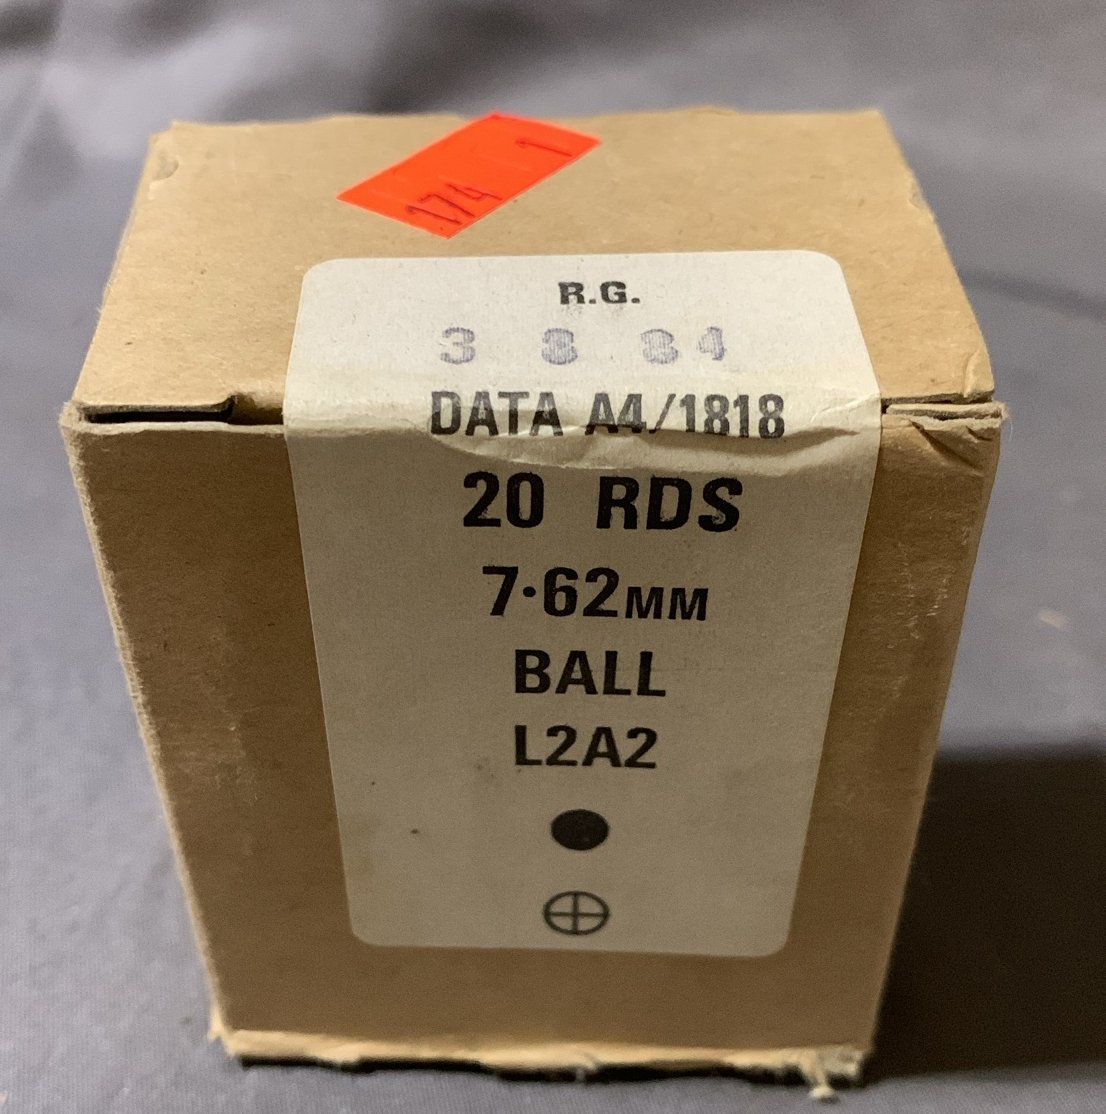 174 1
R.G.
3 8 84
DATA A4/1818
20 RDS
7·62MM
BALL
L2A2